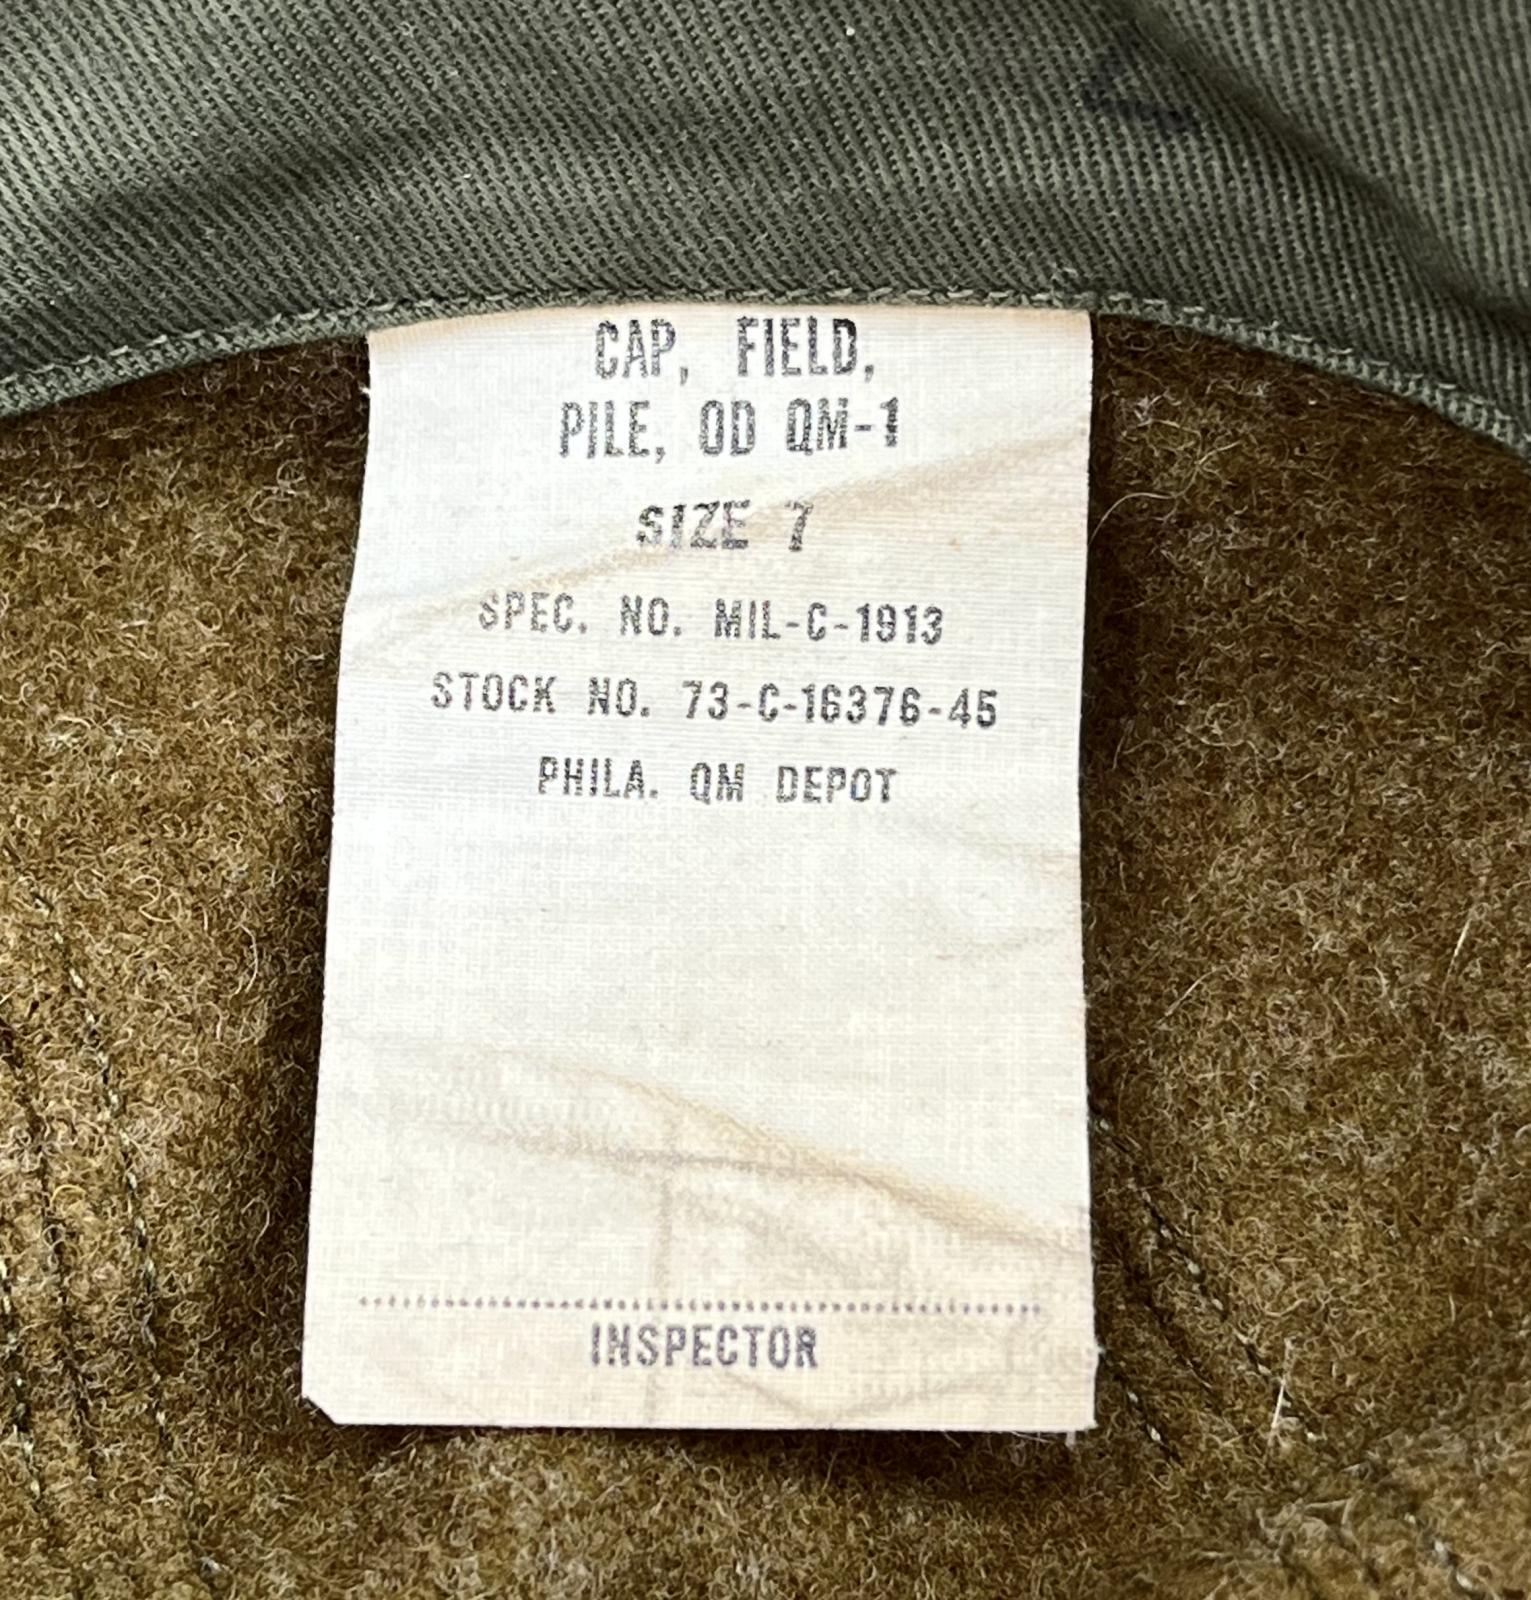 CAP, FIELD,
PILE, OD QM-1
SIZE 7
SPEC. NO. MIL-C-1913
STOCK NO. 73-C-16376-45
PHILA. QM DEPOT
INSPECTOR